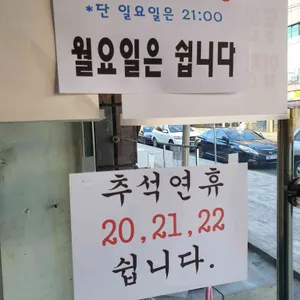 *단 일요일은 21:00
월요일은 쉽니다
추석연휴
20, 21, 22
쉽니다.